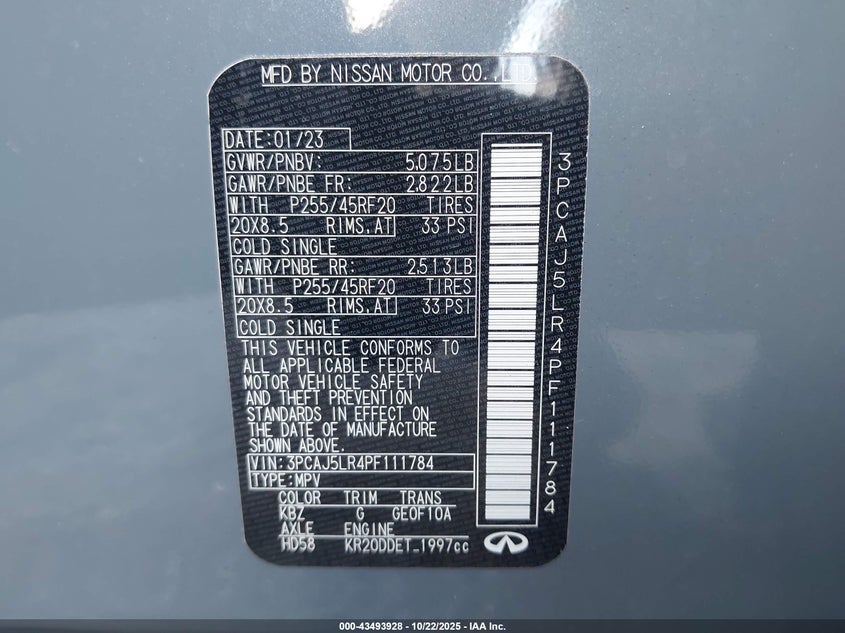 MFD BY NISSAN MOTOR CO.,LTD.
DATE:01/23
GVWR/PNBV: 5,075LB
GAWR/PNBE FR: 2,822LB
WITH P255/45RF20 TIRES
20X8.5 RIMS,AT 33 PSI
COLD SINGLE
GAWR/PNBE RR: 2,513LB
WITH P255/45RF20 TIRES
20X8.5 RIMS,AT 33 PSI
COLD SINGLE
THIS VEHICLE CONFORMS TO
ALL APPLICABLE FEDERAL
MOTOR VEHICLE SAFETY
AND THEFT PREVENTION
STANDARDS IN EFFECT ON
THE DATE OF MANUFACTURE
SHOWN ABOVE.
VIN:3PCAJ5LR4PF111784
TYPE:MPV
COLOR TRIM TRANS
KBZ G GE0F10A
AXLE ENGINE
HD58 KR20DDET 1997cc
3PCAJ5LR4PF111784
000-43493928 - 10/22/2025 - IAA Inc.